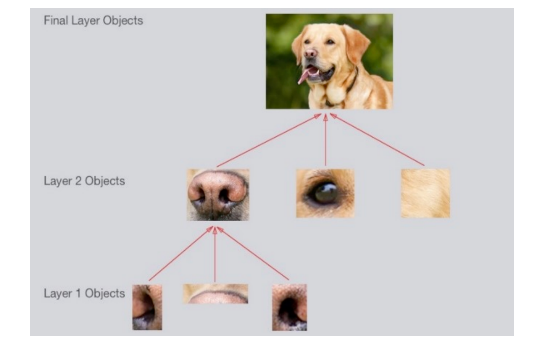 Final Layer Objects
Layer 2 Objects
Layer 1 Objects